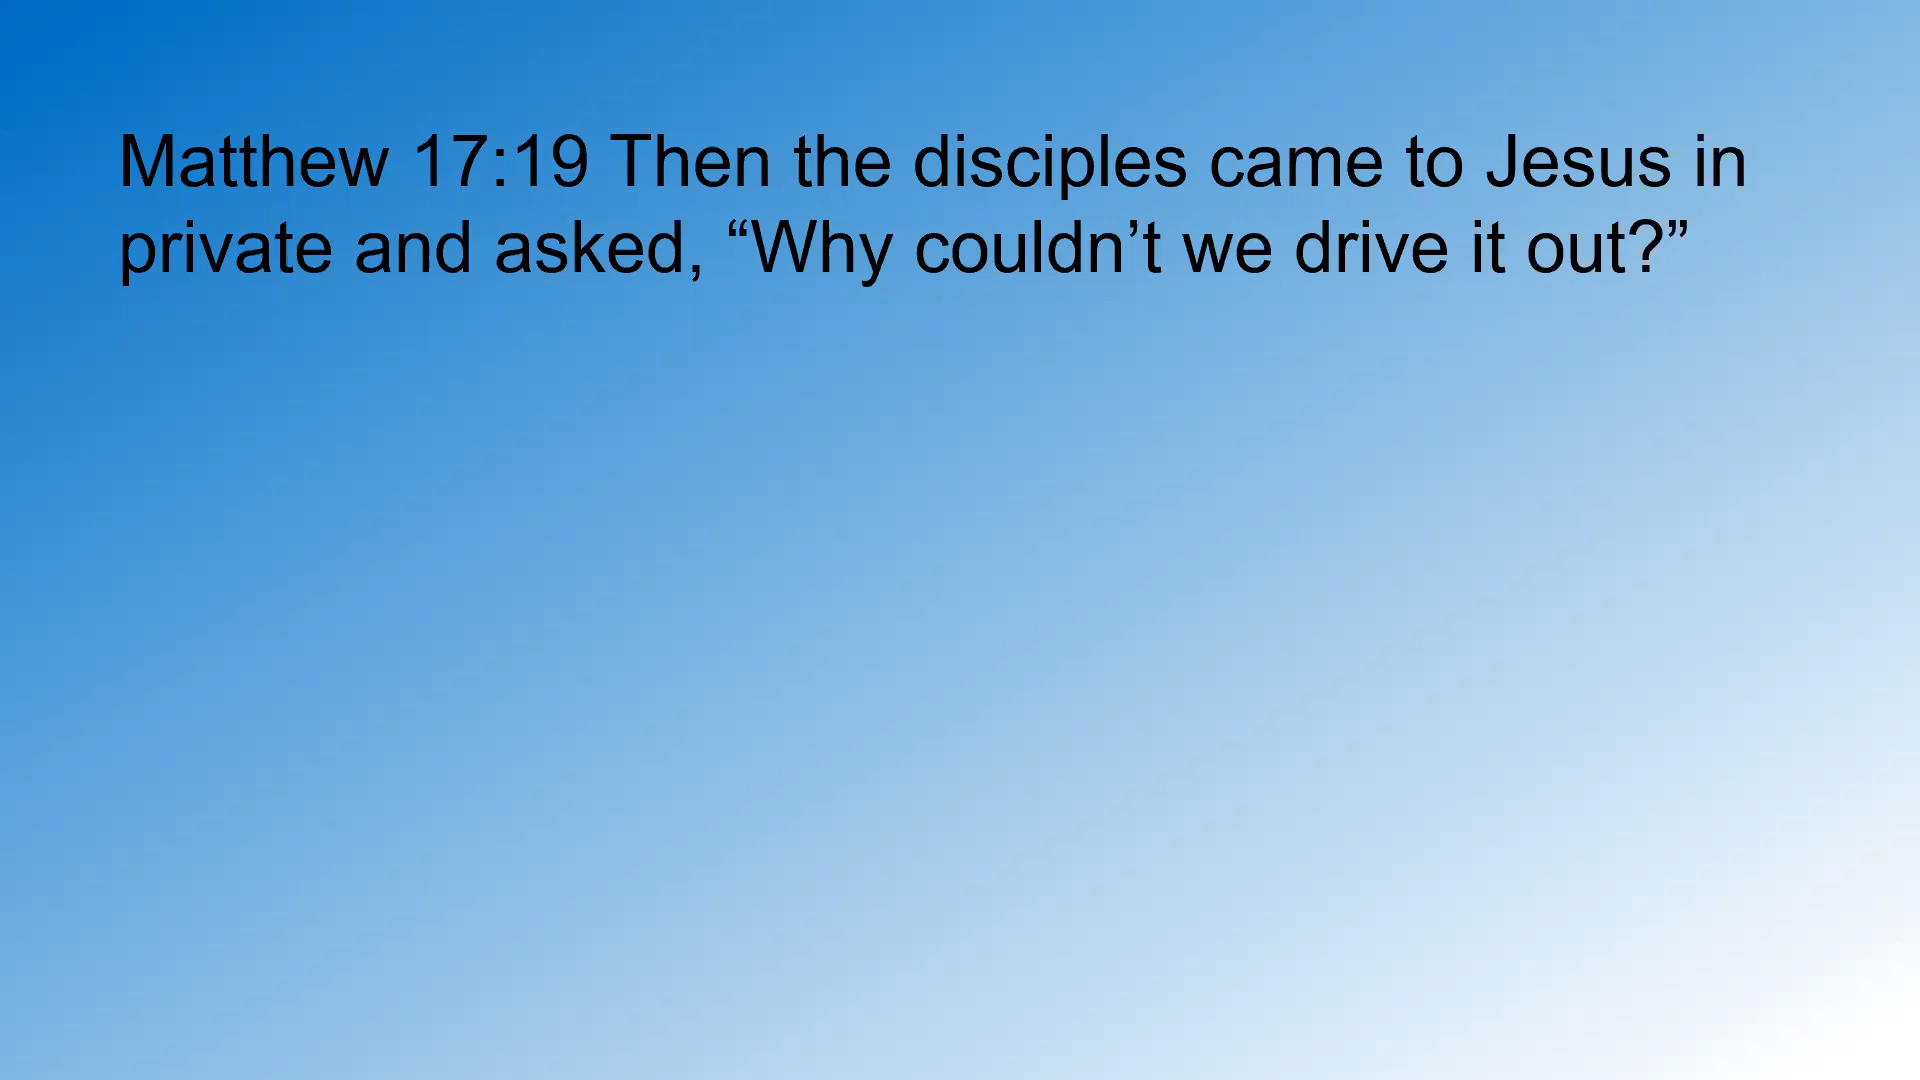 Matthew 17:19 Then the disciples came to Jesus in
private and asked, “Why couldn’t we drive it out?”